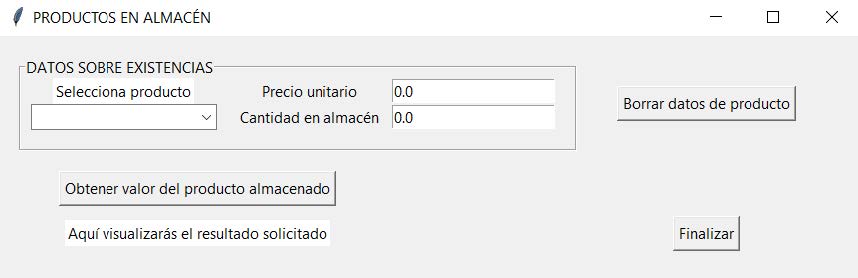 PRODUCTOS EN ALMACÉN
DATOS SOBRE EXISTENCIAS
Selecciona producto
Precio unitario
0.0
Cantidad en almacén
0.0
Borrar datos de producto
Obtener valor del producto almacenado
Aquí visualizarás el resultado solicitado
Finalizar